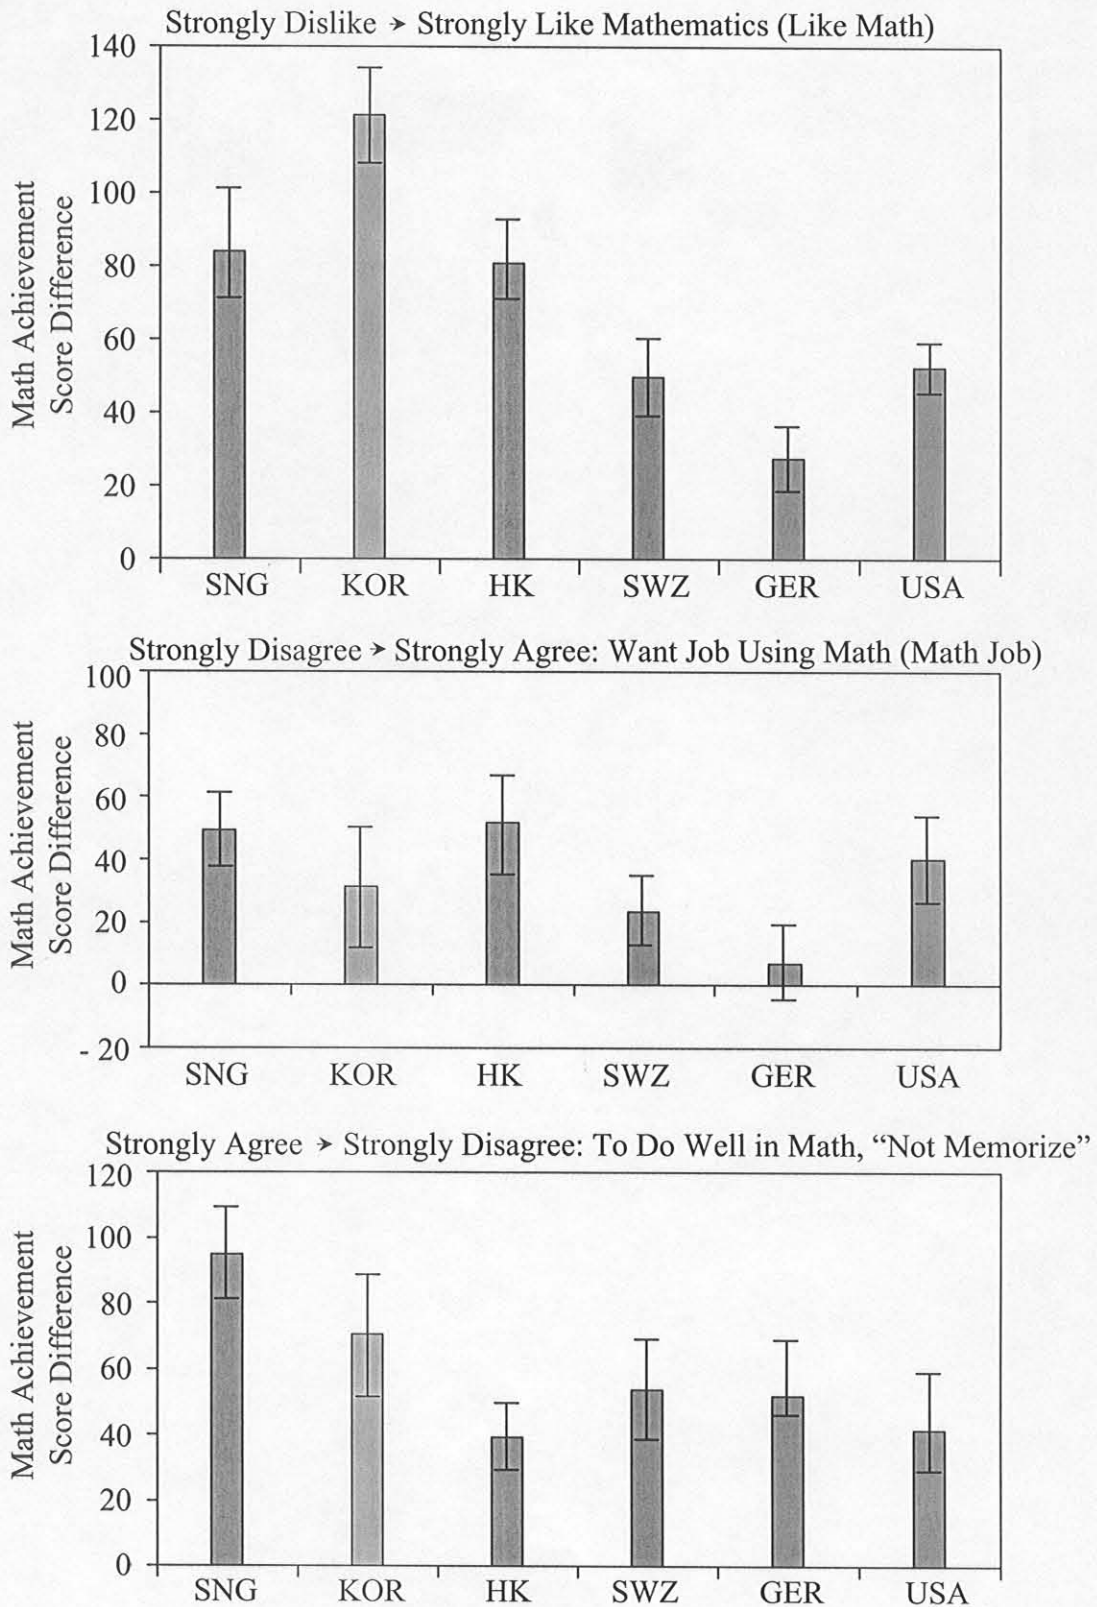 Strongly Dislike → Strongly Like Mathematics (Like Math)
Math Achievement
Score Difference
140
120
100
80
60
40
20
0
SNG KOR HK SWZ GER USA
Strongly Disagree → Strongly Agree: Want Job Using Math (Math Job)
Math Achievement
Score Difference
100
80
60
40
20
0
- 20
SNG KOR HK SWZ GER USA
Strongly Agree → Strongly Disagree: To Do Well in Math, “Not Memorize”
Math Achievement
Score Difference
120
100
80
60
40
20
0
SNG KOR HK SWZ GER USA